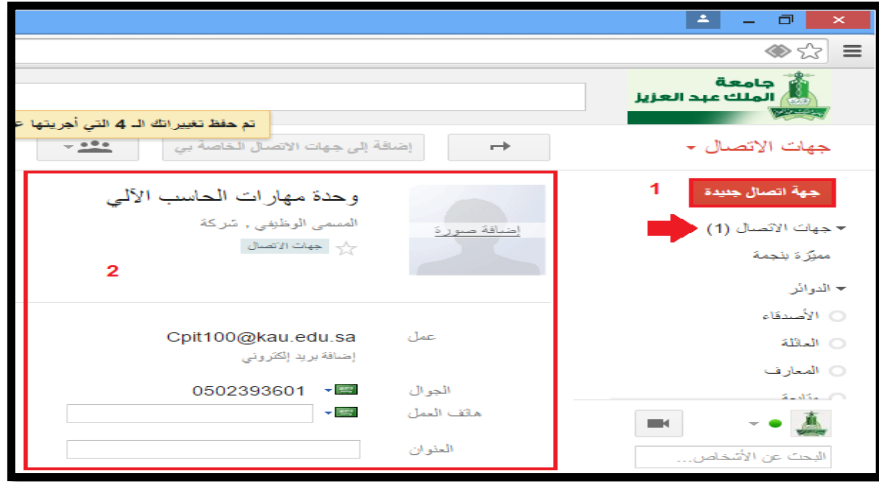 جامعة
الملك عبد العزيز
تم حفظ تغييراتك الـ 4 التي أجريتها
جهات الاتصال
إضافة إلى جهات الاتصال الخاصة بي
جهة اتصال جديدة
1
جهات الاتصال (1)
مميّزة بنجمة
الدوائر
الأصدقاء
العائلة
المعارف
البحث عن الأشخاص...
إضافة صورة
وحدة مهارات الحاسب الآلي
المسمى الوظيفي , شركة
جهات الاتصال
2
عمل Cpit100@kau.edu.sa
إضافة بريد إلكتروني
الجوال 0502393601
هاتف العمل
العنوان